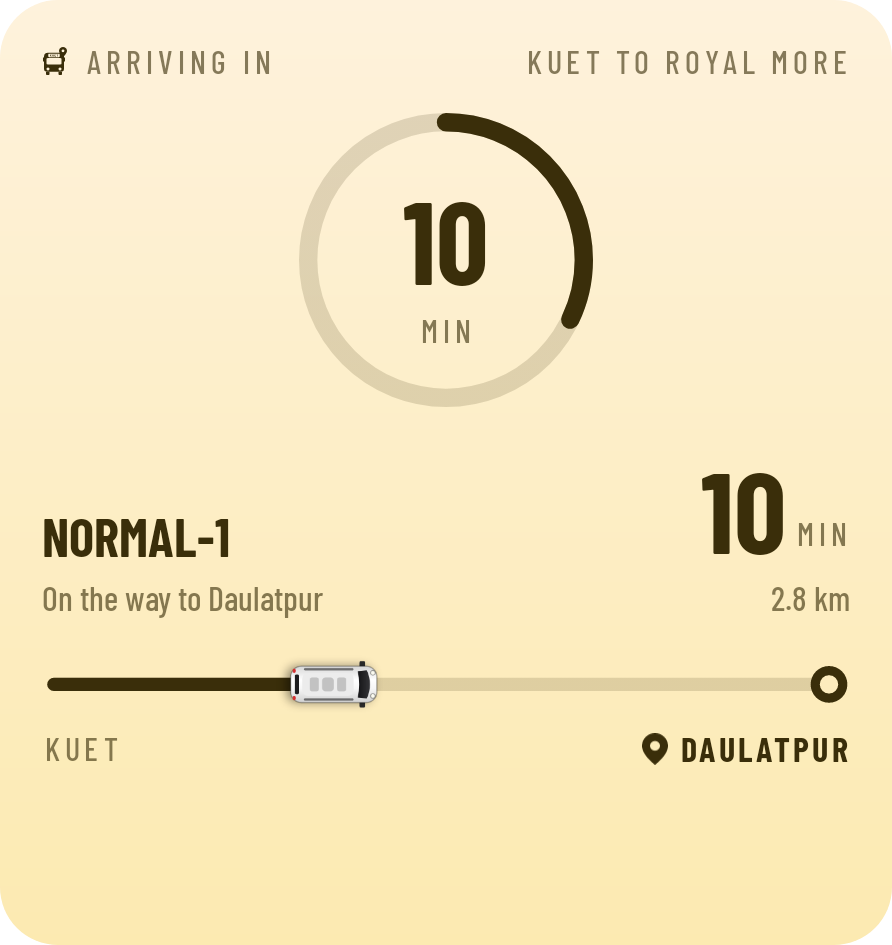 ARRIVING IN
KUET TO ROYAL MORE
10
MIN
NORMAL-1
10 MIN
On the way to Daulatpur
2.8 km
KUET
DAULATPUR